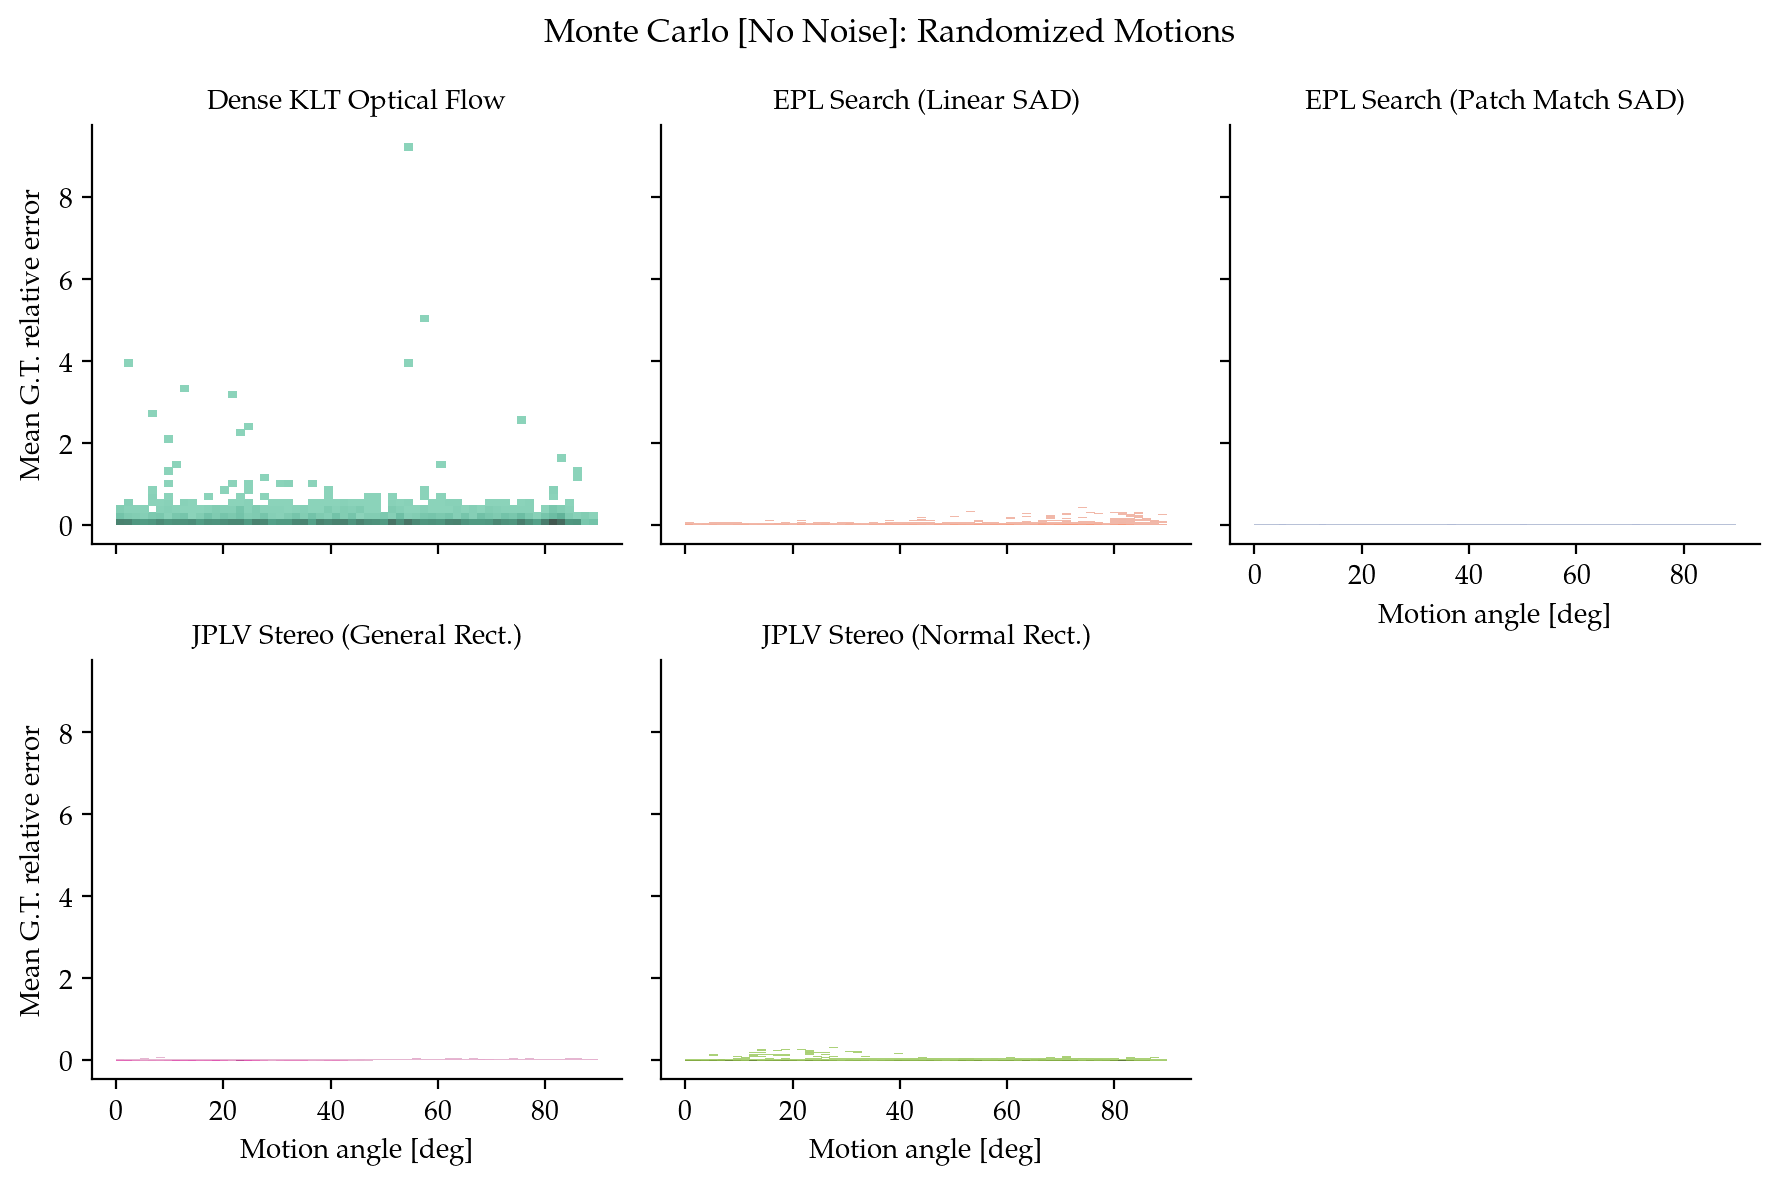 Monte Carlo [No Noise]: Randomized Motions
Dense KLT Optical Flow
EPL Search (Linear SAD)
EPL Search (Patch Match SAD)
Mean G.T. relative error
8
6
4
2
0
0 20 40 60 80
Motion angle [deg]
JPLV Stereo (General Rect.)
JPLV Stereo (Normal Rect.)
Mean G.T. relative error
8
6
4
2
0
0 20 40 60 80
Motion angle [deg]
0 20 40 60 80
Motion angle [deg]